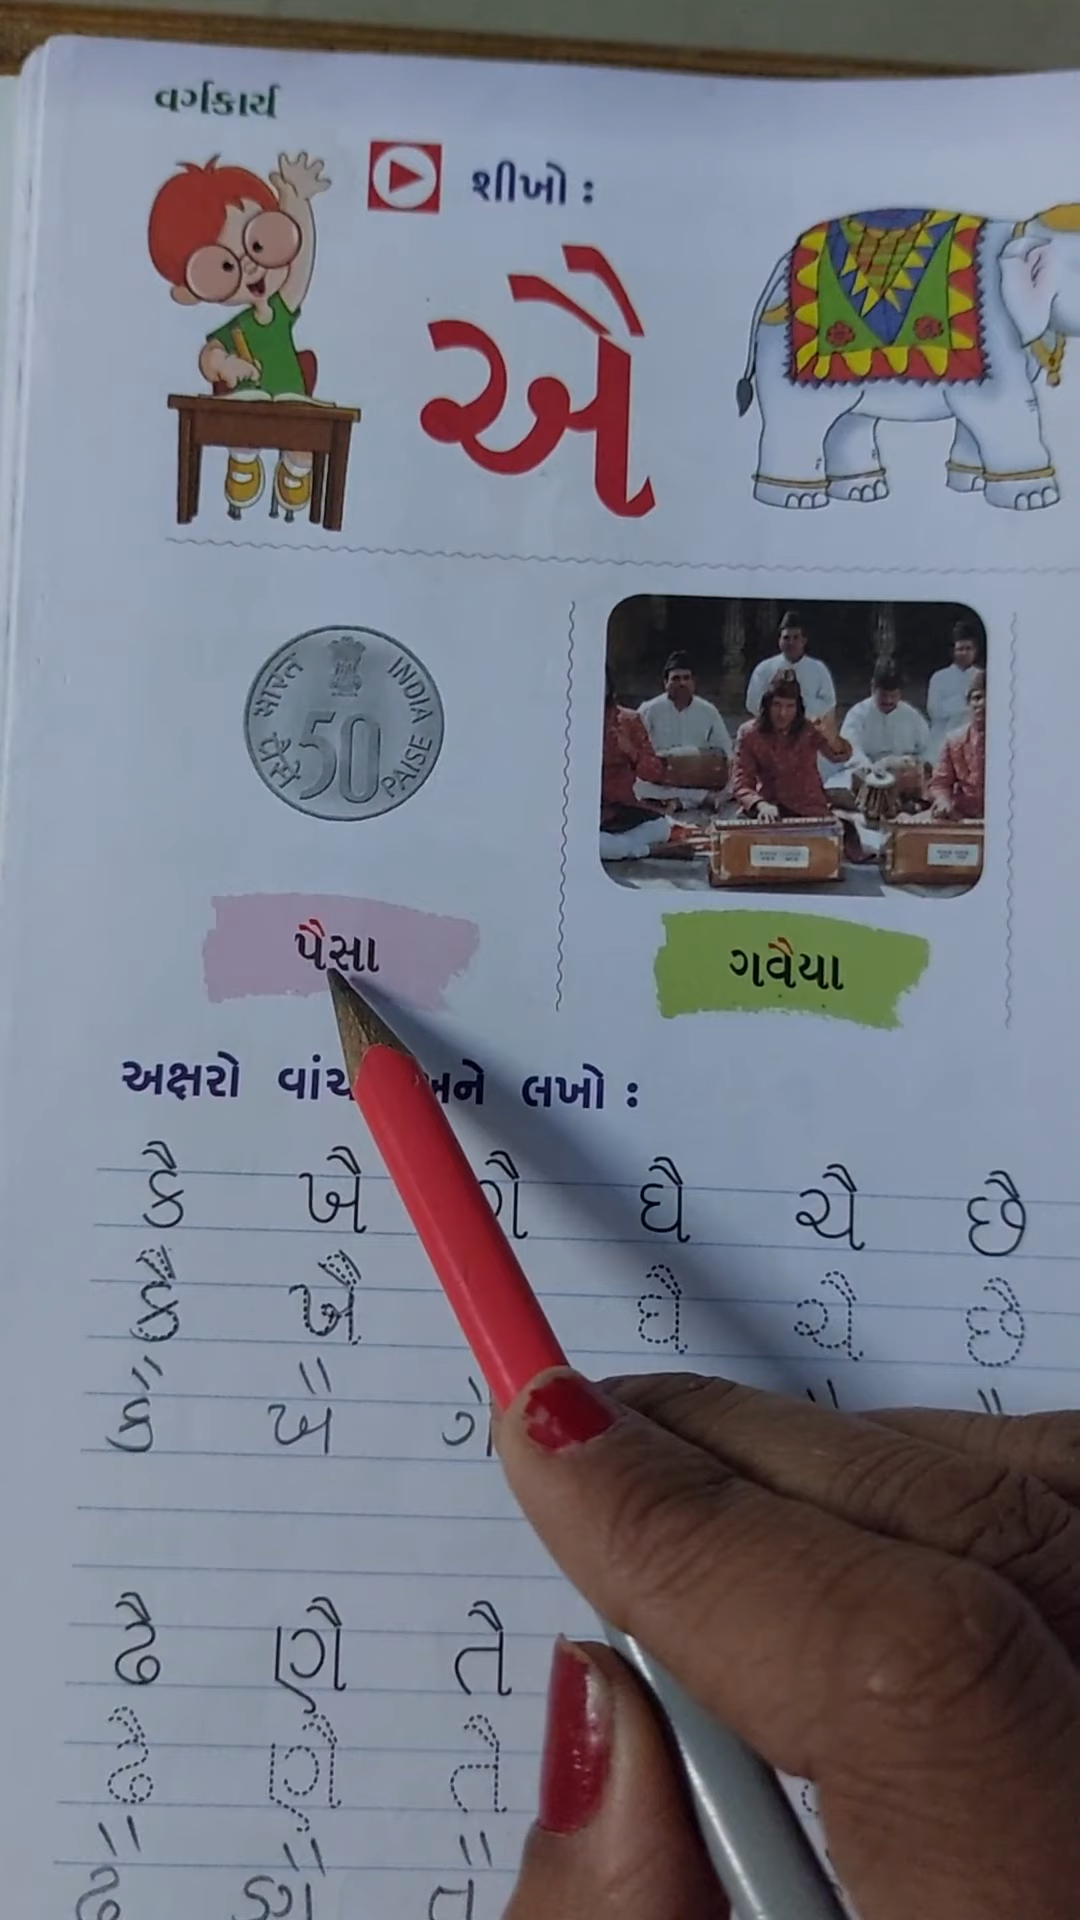 વર્ગકાર્ય
શીખો :
ઐ
भारत INDIA
पैसे 50 PAISE
પૈસા ગવૈયા
અક્ષરો અને લખો :
કૈ ખૈ ગૈ ઘૈ ચૈ છૈ
કૈ ખૈ ઘૈ ચૈ છૈ
કૈ ખૈ
ઢૈ ણૈ તૈ
ઢૈ ણૈ તૈ
ઢૈ ણૈ તૈ